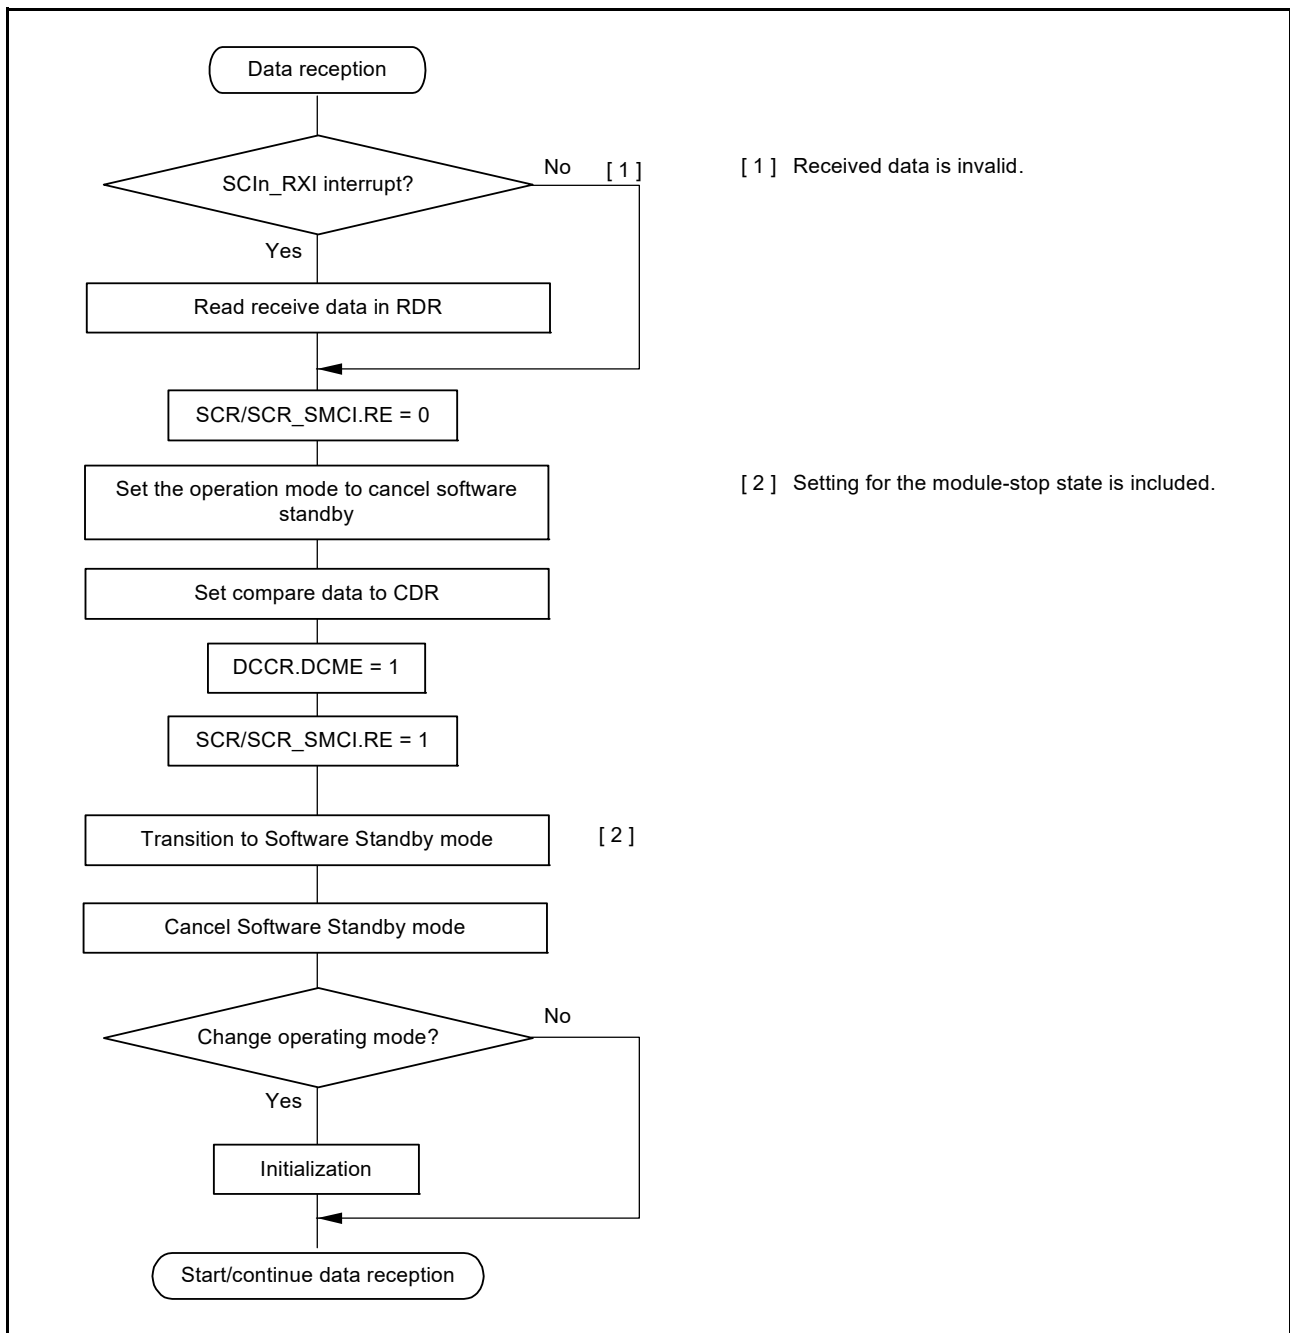 Data reception
SCIn_RXI interrupt?
No
[ 1 ]
[ 1 ] Received data is invalid.
Yes
Read receive data in RDR
SCR/SCR_SMCI.RE = 0
Set the operation mode to cancel software
standby
[ 2 ] Setting for the module-stop state is included.
Set compare data to CDR
DCCR.DCME = 1
SCR/SCR_SMCI.RE = 1
Transition to Software Standby mode
[ 2 ]
Cancel Software Standby mode
Change operating mode?
No
Yes
Initialization
Start/continue data reception